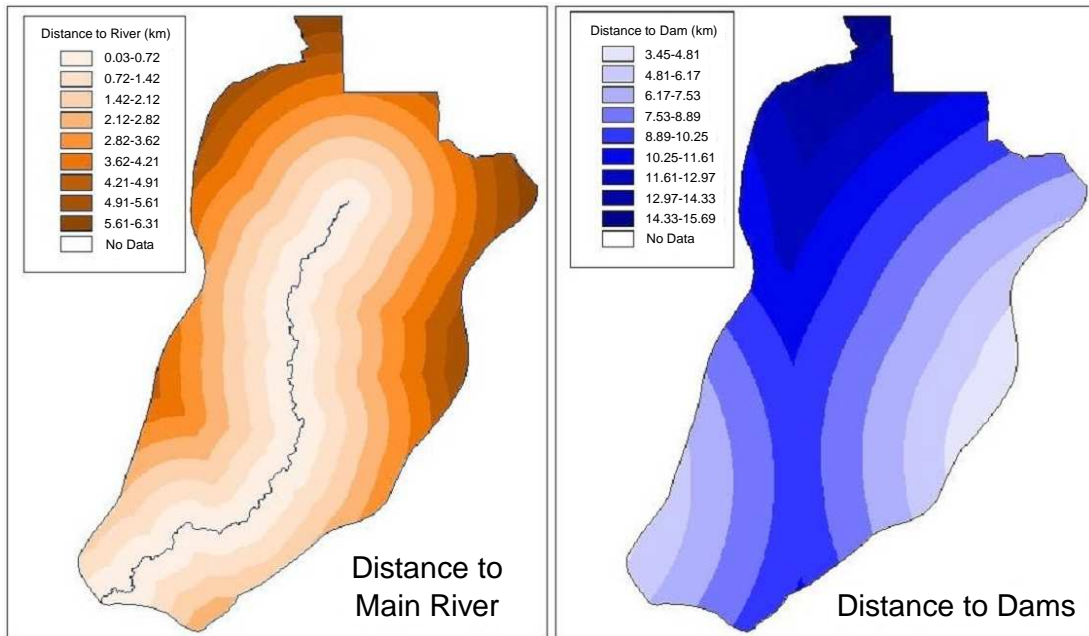 Distance to River (km)
0.03-0.72
0.72-1.42
1.42-2.12
2.12-2.82
2.82-3.62
3.62-4.21
4.21-4.91
4.91-5.61
5.61-6.31
No Data
Distance to
Main River
Distance to Dam (km)
3.45-4.81
4.81-6.17
6.17-7.53
7.53-8.89
8.89-10.25
10.25-11.61
11.61-12.97
12.97-14.33
14.33-15.69
No Data
Distance to Dams